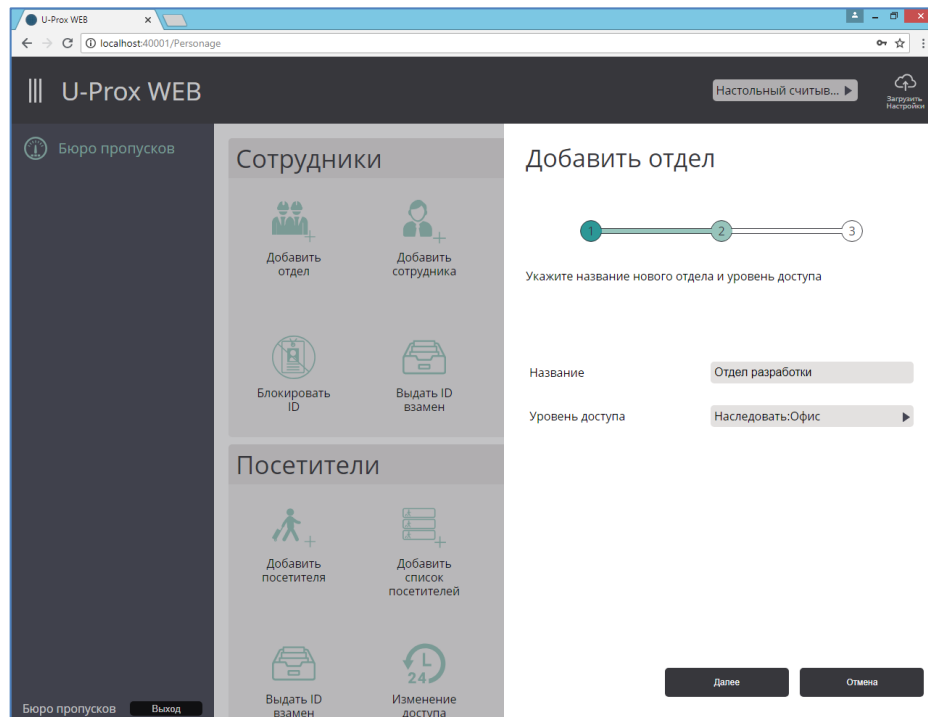 U-Prox WEB
localhost:40001/Personage
U-Prox WEB
Настольный считыв...
Загрузить
Настройки
Бюро пропусков
Сотрудники
Добавить
отдел
Добавить
сотрудника
Блокировать
ID
Выдать ID
взамен
Посетители
Добавить
посетителя
Добавить
список
посетителей
Выдать ID
взамен
L
24
Изменение
доступа
Добавить отдел
1
2
3
Укажите название нового отдела и уровень доступа
Название
Отдел разработки
Уровень доступа
Наследовать:Офис
Далее
Отмена
Бюро пропусков
Выход